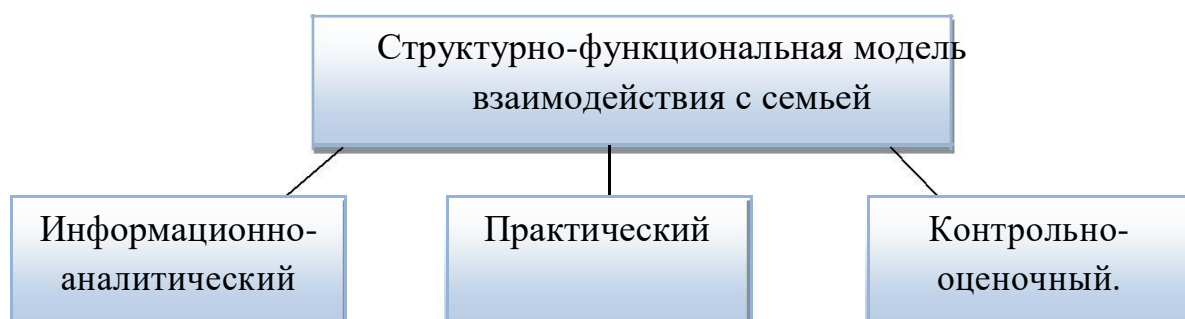 Структурно-функциональная модель
взаимодействия с семьей
Информационно-
аналитический
Практический
Контрольно-
оценочный.